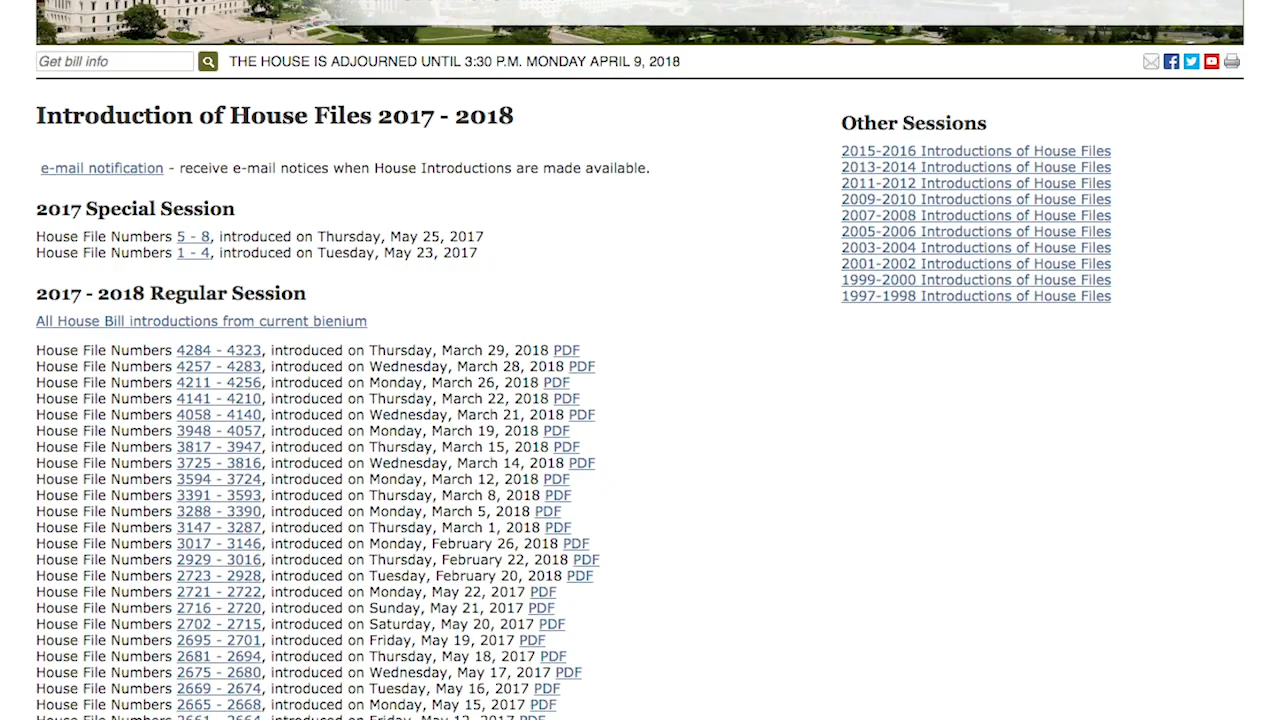 Get bill info
THE HOUSE IS ADJOURNED UNTIL 3:30 P.M. MONDAY APRIL 9, 2018
Introduction of House Files 2017 - 2018
e-mail notification - receive e-mail notices when House Introductions are made available.
2017 Special Session
House File Numbers 5 - 8, introduced on Thursday, May 25, 2017
House File Numbers 1 - 4, introduced on Tuesday, May 23, 2017
2017 - 2018 Regular Session
All House Bill introductions from current bienium
House File Numbers 4284 - 4323, introduced on Thursday, March 29, 2018 PDF
House File Numbers 4257 - 4283, introduced on Wednesday, March 28, 2018 PDF
House File Numbers 4211 - 4256, introduced on Monday, March 26, 2018 PDF
House File Numbers 4141 - 4210, introduced on Thursday, March 22, 2018 PDF
House File Numbers 4058 - 4140, introduced on Wednesday, March 21, 2018 PDF
House File Numbers 3948 - 4057, introduced on Monday, March 19, 2018 PDF
House File Numbers 3817 - 3947, introduced on Thursday, March 15, 2018 PDF
House File Numbers 3725 - 3816, introduced on Wednesday, March 14, 2018 PDF
House File Numbers 3594 - 3724, introduced on Monday, March 12, 2018 PDF
House File Numbers 3391 - 3593, introduced on Thursday, March 8, 2018 PDF
House File Numbers 3288 - 3390, introduced on Monday, March 5, 2018 PDF
House File Numbers 3147 - 3287, introduced on Thursday, March 1, 2018 PDF
House File Numbers 3017 - 3146, introduced on Monday, February 26, 2018 PDF
House File Numbers 2929 - 3016, introduced on Thursday, February 22, 2018 PDF
House File Numbers 2723 - 2928, introduced on Tuesday, February 20, 2018 PDF
House File Numbers 2721 - 2722, introduced on Monday, May 22, 2017 PDF
House File Numbers 2716 - 2720, introduced on Sunday, May 21, 2017 PDF
House File Numbers 2702 - 2715, introduced on Saturday, May 20, 2017 PDF
House File Numbers 2695 - 2701, introduced on Friday, May 19, 2017 PDF
House File Numbers 2681 - 2694, introduced on Thursday, May 18, 2017 PDF
House File Numbers 2675 - 2680, introduced on Wednesday, May 17, 2017 PDF
House File Numbers 2669 - 2674, introduced on Tuesday, May 16, 2017 PDF
House File Numbers 2665 - 2668, introduced on Monday, May 15, 2017 PDF
House File Numbers 2661 - 2664, introduced on Friday, May 12, 2017 PDF
Other Sessions
2015-2016 Introductions of House Files
2013-2014 Introductions of House Files
2011-2012 Introductions of House Files
2009-2010 Introductions of House Files
2007-2008 Introductions of House Files
2005-2006 Introductions of House Files
2003-2004 Introductions of House Files
2001-2002 Introductions of House Files
1999-2000 Introductions of House Files
1997-1998 Introductions of House Files